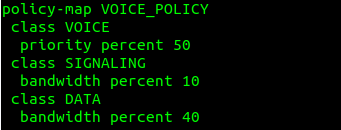 policy-map VOICE_POLICY
 class VOICE
  priority percent 50
 class SIGNALING
  bandwidth percent 10
 class DATA
  bandwidth percent 40